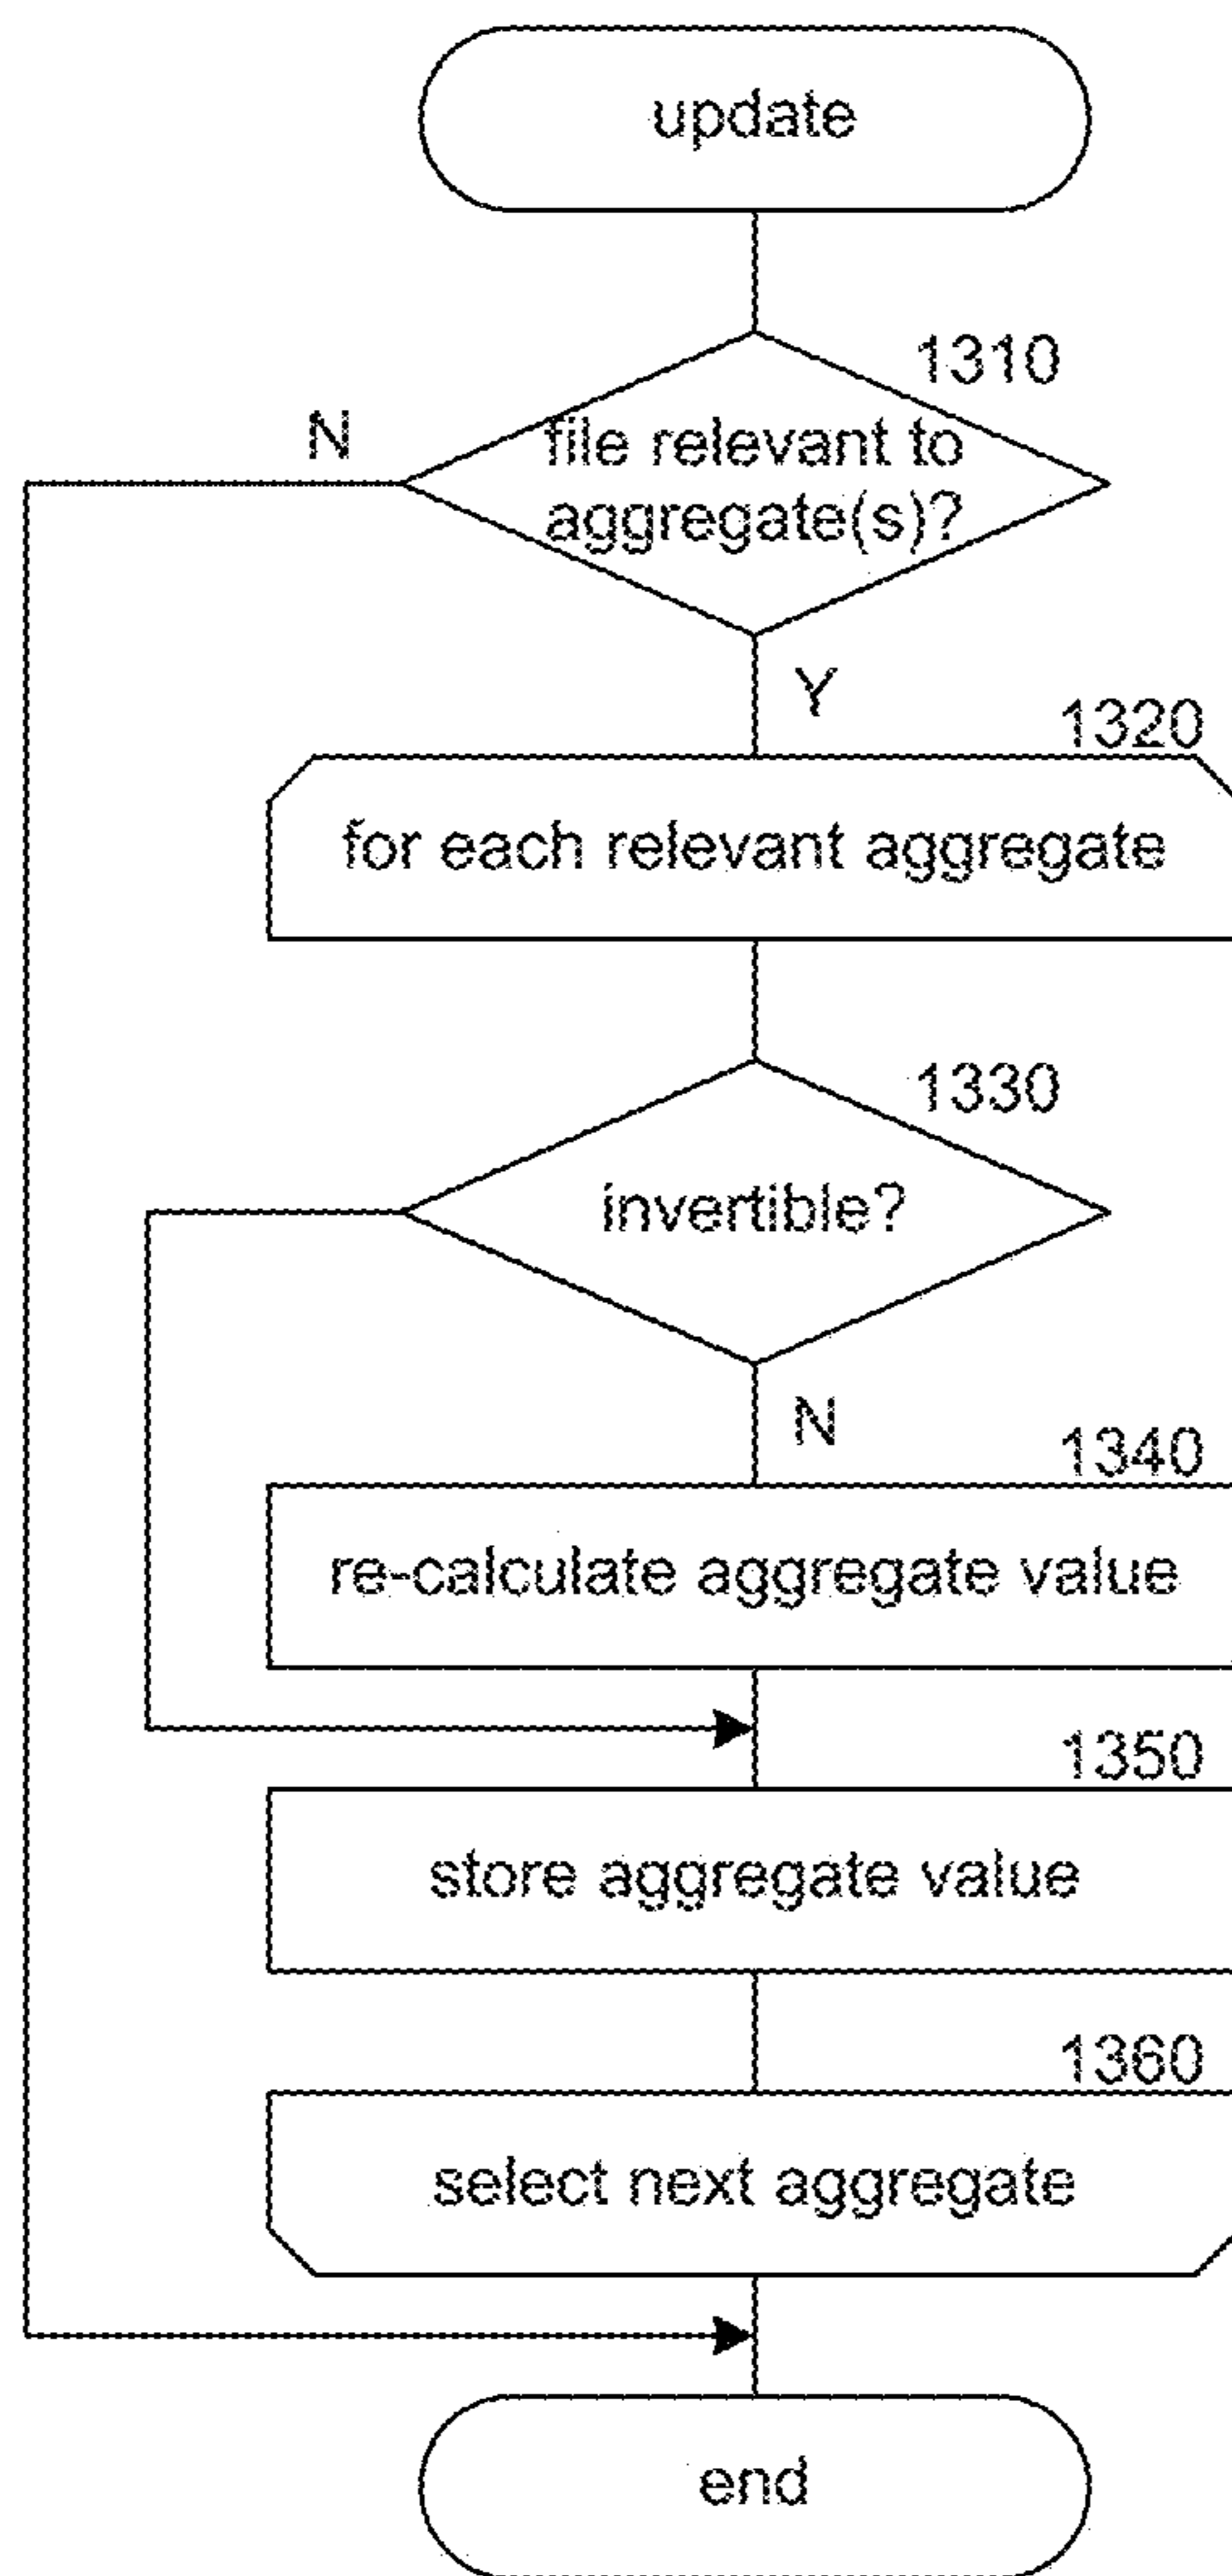 update
1310
N
file relevant to
aggregate(s)?
Y
1320
for each relevant aggregate
1330
invertible?
N
1340
re-calculate aggregate value
1350
store aggregate value
1360
select next aggregate
end